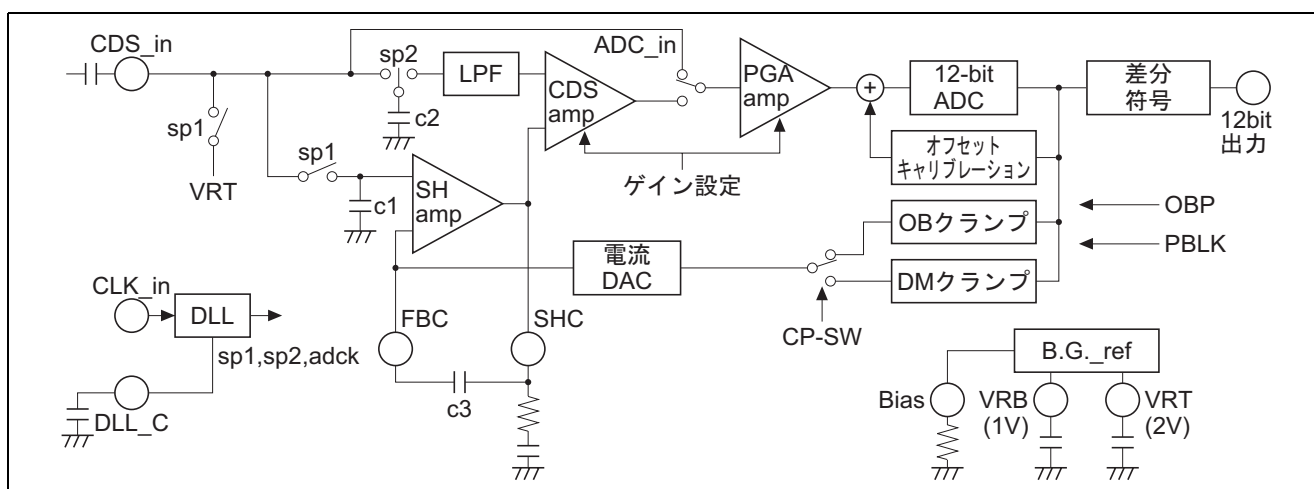 CDS_in
sp1
VRT
sp1
c1
sp2
c2
LPF
CDS
amp
ADC_in
PGA
amp
ゲイン設定
SH
amp
+
12-bit
ADC
差分
符号
12bit
出力
オフセット
キャリブレーション
OBクランプ
DMクランプ
OBP
PBLK
電流
DAC
CP-SW
CLK_in
DLL
sp1,sp2,adck
DLL_C
FBC
SHC
c3
B.G._ref
Bias
VRB
(1V)
VRT
(2V)